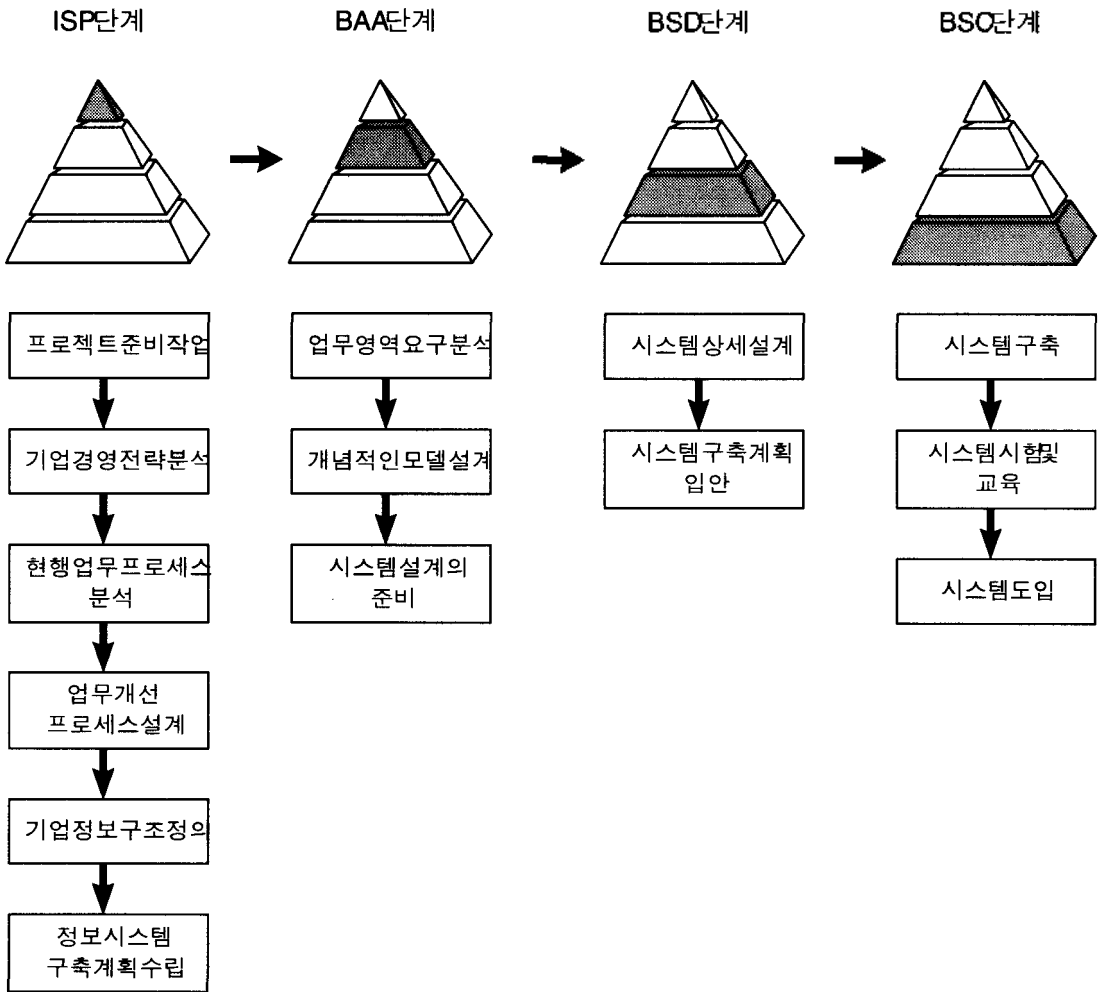 ISP단계
BAA단계
BSD단계
BSC단계
프로젝트준비작업
기업경영전략분석
현행업무프로세스
분석
업무개선
프로세스설계
기업정보구조정의
정보시스템
구축계획수립
업무영역요구분석
개념적인모델설계
시스템설계의
준비
시스템상세설계
시스템구축계획
입안
시스템구축
시스템시험및
교육
시스템도입